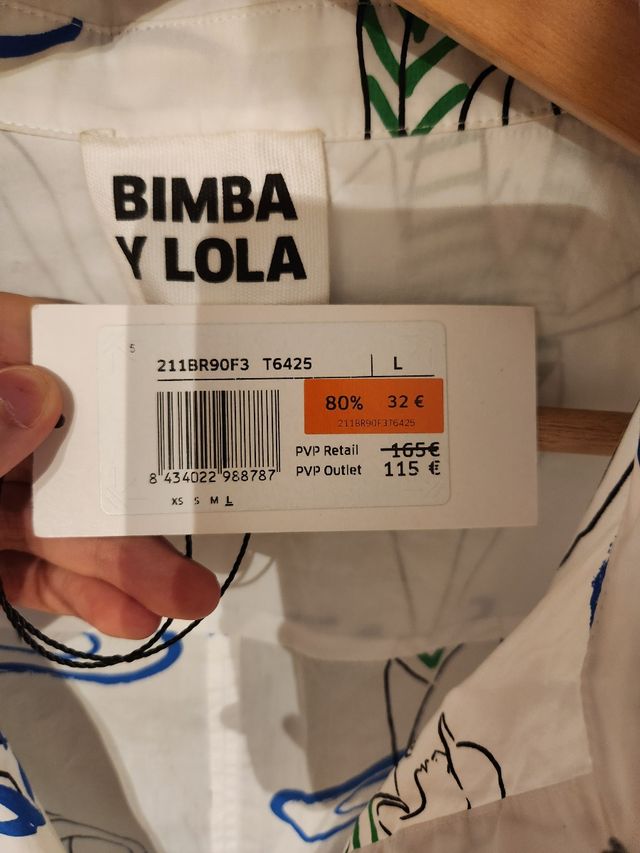 BIMBA
Y LOLA
5
211BR90F3 T6425 L
80% 32 €
211BR90F3T6425
PVP Retail 165€
PVP Outlet 115 €
8 434022 988787
XS S M L